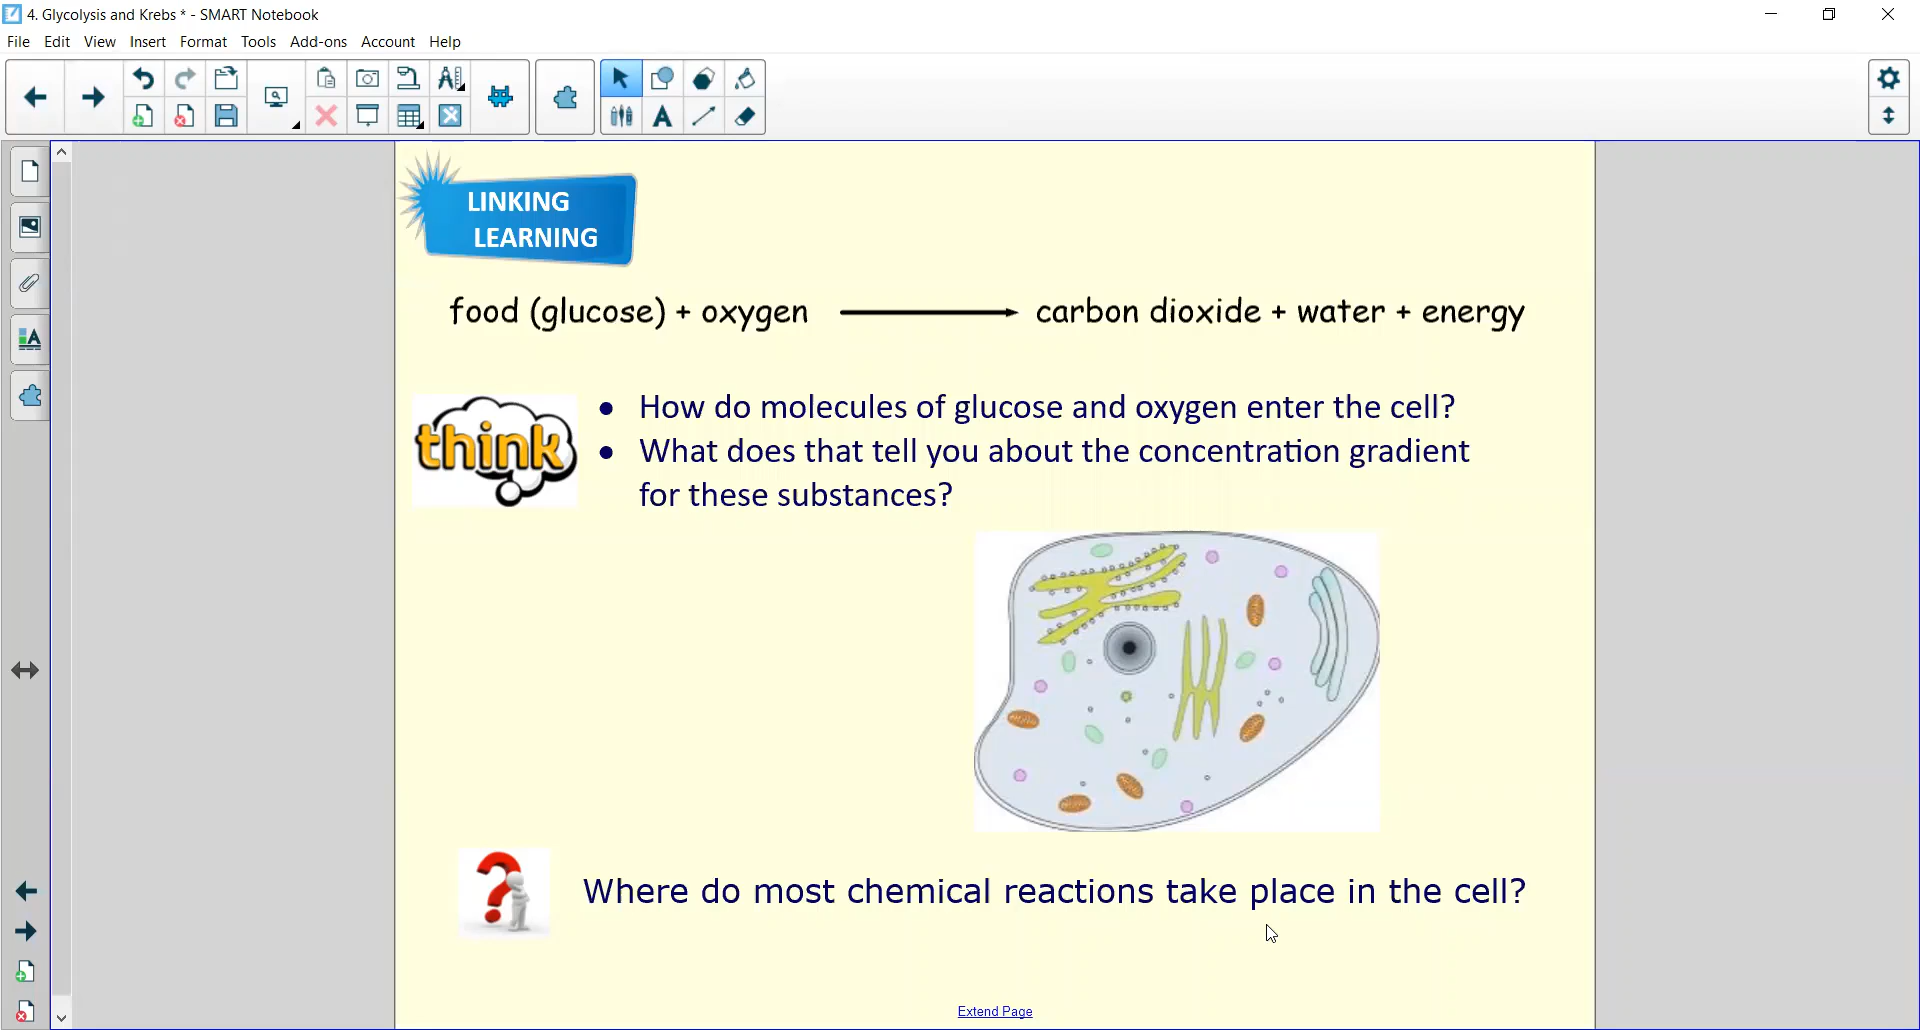 4. Glycolysis and Krebs * - SMART Notebook
File Edit View Insert Format Tools Add-ons Account Help
LINKING
LEARNING
food (glucose) + oxygen → carbon dioxide + water + energy
think
• How do molecules of glucose and oxygen enter the cell?
• What does that tell you about the concentration gradient
for these substances?
Where do most chemical reactions take place in the cell?
Extend Page